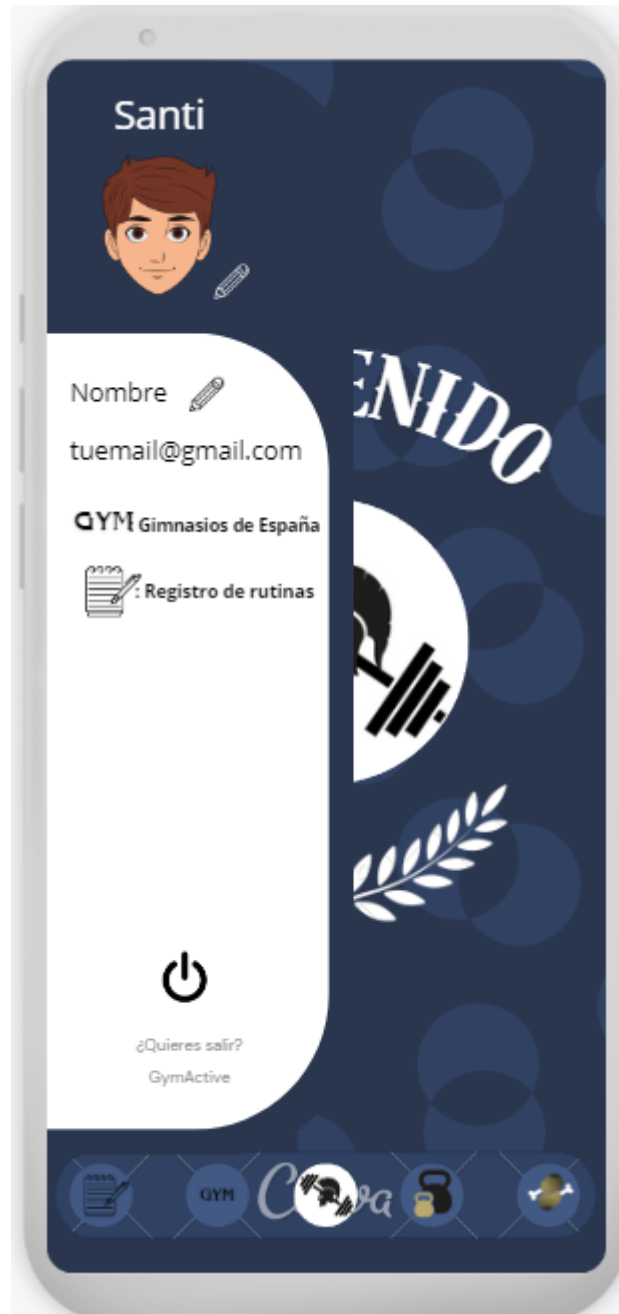 Santi
ENIDO
Nombre
tuemail@gmail.com
GYM Gimnasios de España
: Registro de rutinas
¿Quieres salir?
GymActive
GYM